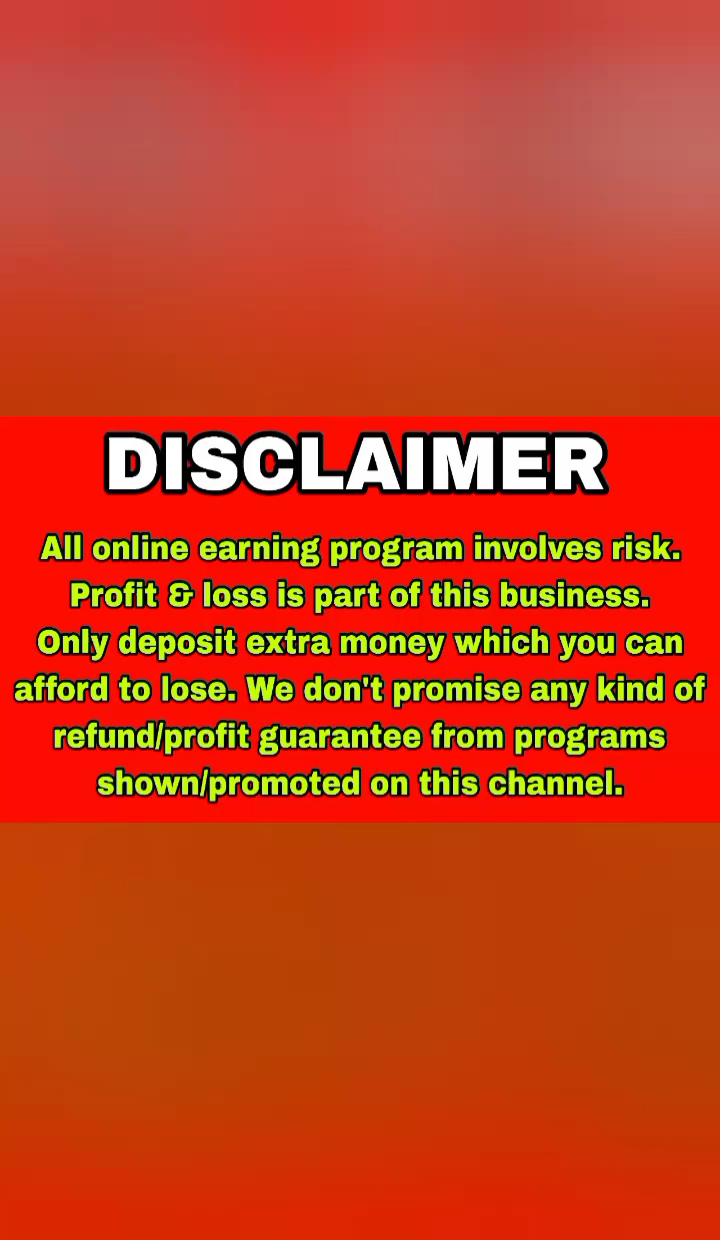 DISCLAIMER
All online earning program involves risk.
Profit & loss is part of this business.
Only deposit extra money which you can
afford to lose. We don't promise any kind of
refund/profit guarantee from programs
shown/promoted on this channel.